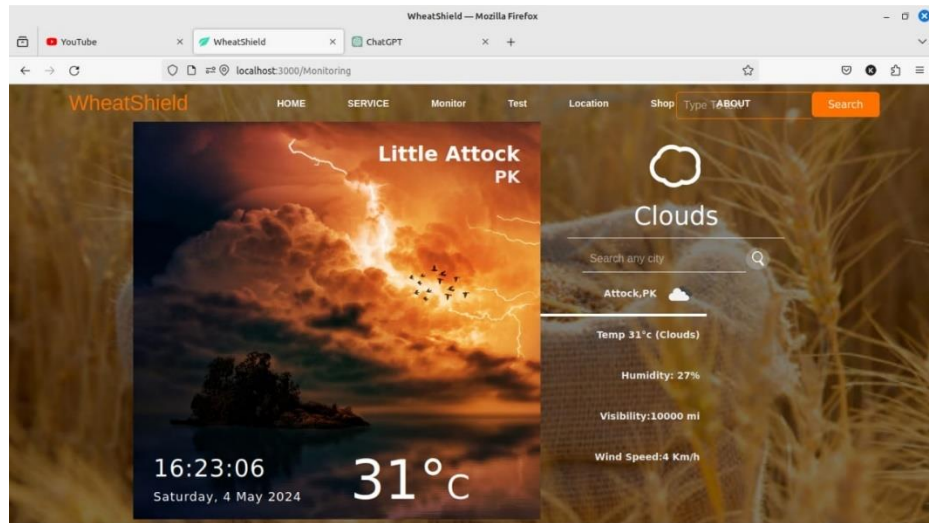 WheatShield — Mozilla Firefox
YouTube
WheatShield
ChatGPT
localhost:3000/Monitoring
WheatShield
HOME
SERVICE
Monitor
Test
Location
Shop
ABOUT
Search
Little Attock
PK
Clouds
Search any city
Attock,PK
Temp 31°c (Clouds)
Humidity: 27%
Visibility:10000 mi
Wind Speed:4 Km/h
16:23:06
Saturday, 4 May 2024
31°c